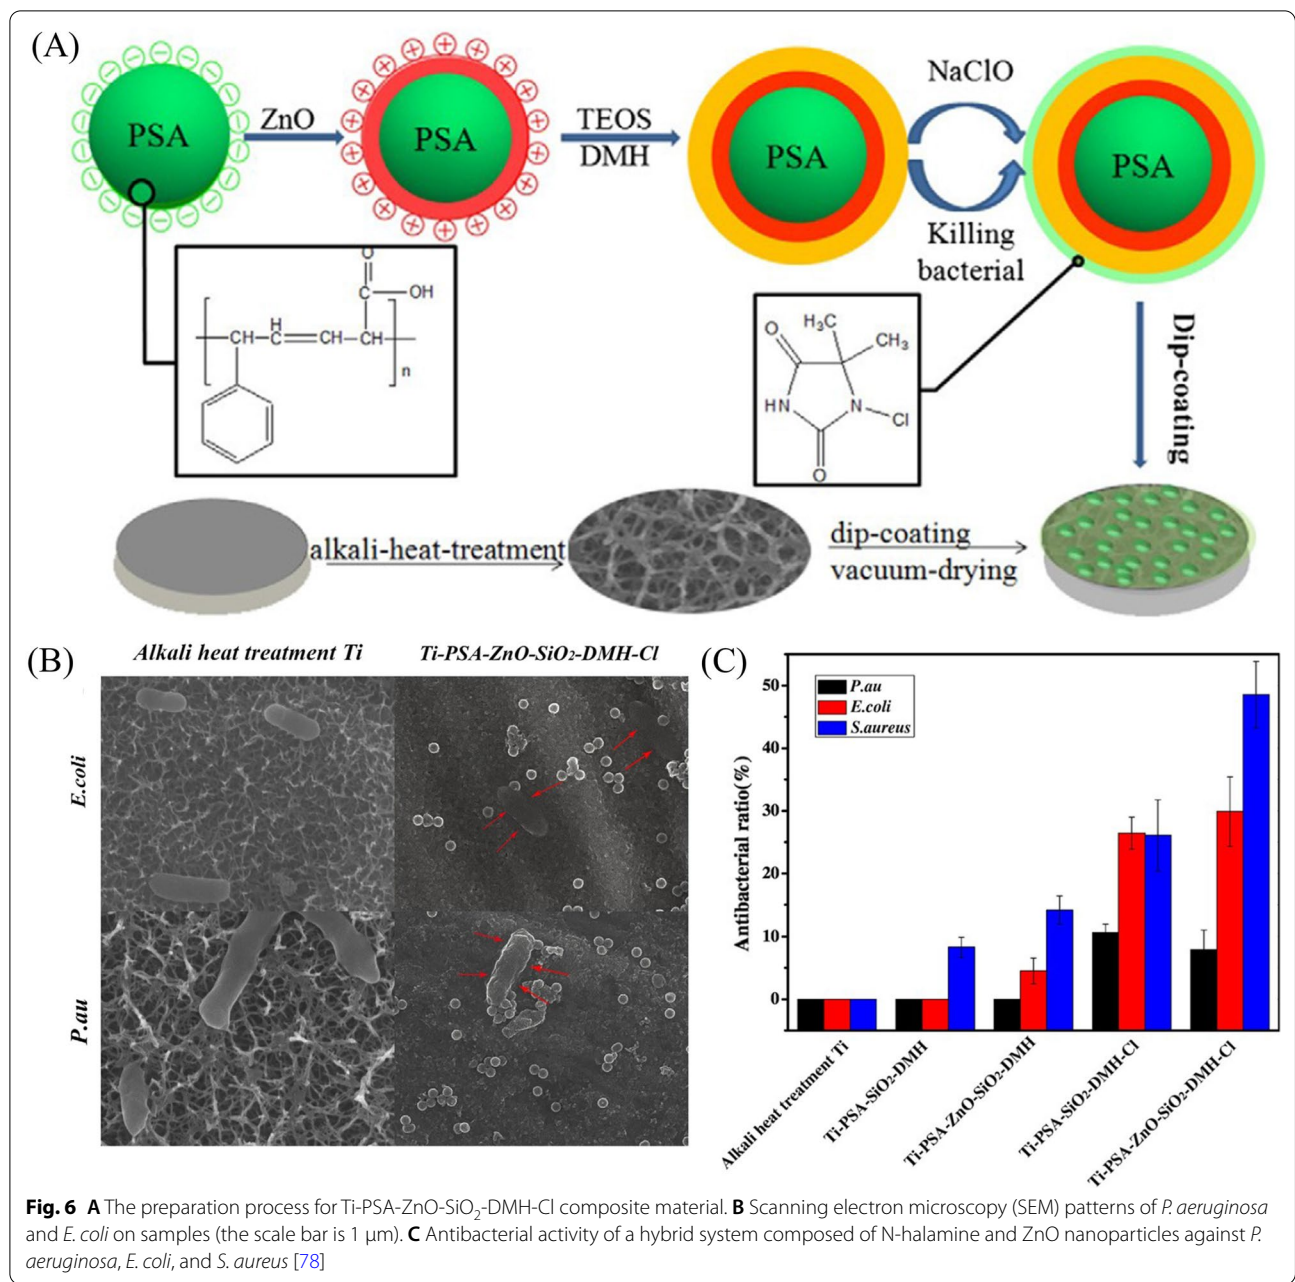 (A)
PSA
ZnO
PSA
TEOS
DMH
PSA
NaClO
Killing
bacterial
PSA
O
C
OH
CH
H
C
CH
CH
n
O
H₃C
CH₃
HN
N
Cl
O
Dip-coating
alkali-heat-treatment
dip-coating
vacuum-drying
(B)
Alkali heat treatment Ti
Ti-PSA-ZnO-SiO₂-DMH-Cl
E.coli
P.au
(C)
P.au
E.coli
S.aureus
Antibacterial ratio(%)
50
40
30
20
10
0
Alkali heat treatment Ti
Ti-PSA-SiO₂-DMH
Ti-PSA-ZnO-SiO₂-DMH
Ti-PSA-SiO₂-DMH-Cl
Ti-PSA-ZnO-SiO₂-DMH-Cl
Fig. 6 A The preparation process for Ti-PSA-ZnO-SiO₂-DMH-Cl composite material. B Scanning electron microscopy (SEM) patterns of P. aeruginosa
and E. coli on samples (the scale bar is 1 μm). C Antibacterial activity of a hybrid system composed of N-halamine and ZnO nanoparticles against P.
aeruginosa, E. coli, and S. aureus [78]